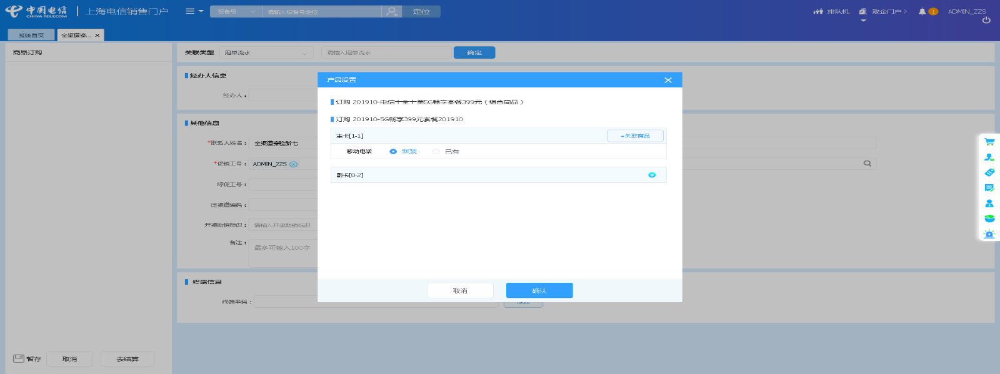 中国电信
CHINA TELECOM
上海电信销售门户
设备号
请输入设备号定位
定位
排队机
政企门户
1
ADMIN_ZZS
系统首页
全渠道穿...
商品订购
关联类型
甩单流水
请输入甩单流水
确定
经办人信息
经办人：
产品设置
订购 201910-电信十全十美5G畅享套餐399元（组合商品）
订购 201910-5G畅享399元套餐201910
主卡[1-1]
+关联商品
移动电话
新装
已有
副卡[0-2]
取消
确认
其他信息
*联系人姓名：
全渠道穿验新七
*促销工号：
ADMIN_ZZS
综促工号：
泛渠道编码：
开渠助销标识：
请输入开渠助销标识
备注：
最多可输入100字
终端信息
终端串码：
添加
暂存
取消
去结算